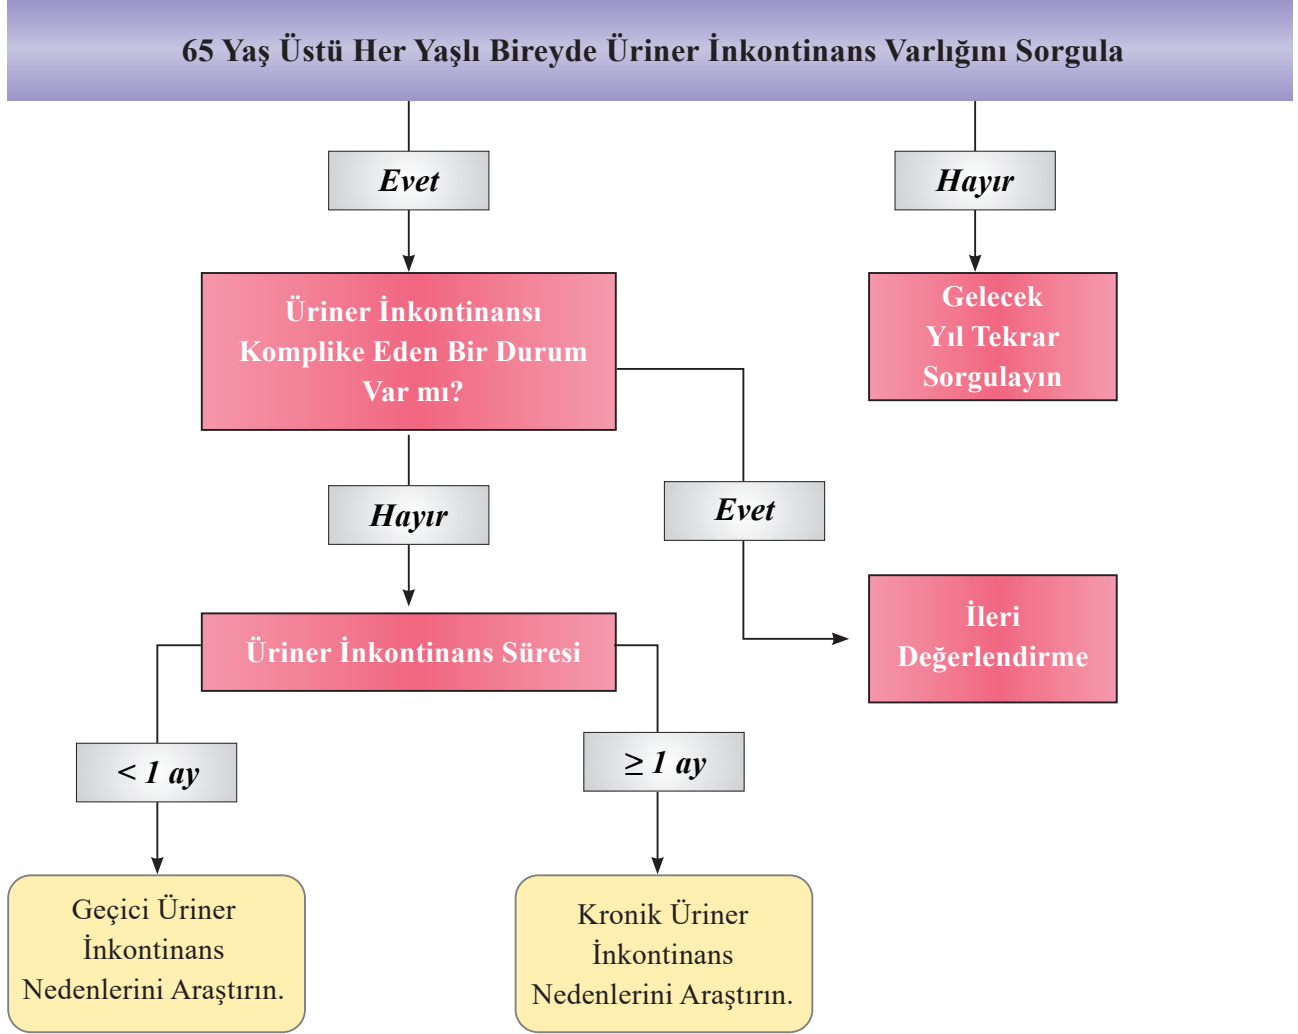 65 Yaş Üstü Her Yaşlı Bireyde Üriner İnkontinans Varlığını Sorgula
Evet
Hayır
Üriner İnkontinansı
Komplike Eden Bir Durum
Var mı?
Gelecek
Yıl Tekrar
Sorgulayın
Hayır
Evet
Üriner İnkontinans Süresi
İleri
Değerlendirme
< 1 ay
≥ 1 ay
Geçici Üriner
İnkontinans
Nedenlerini Araştırın.
Kronik Üriner
İnkontinans
Nedenlerini Araştırın.